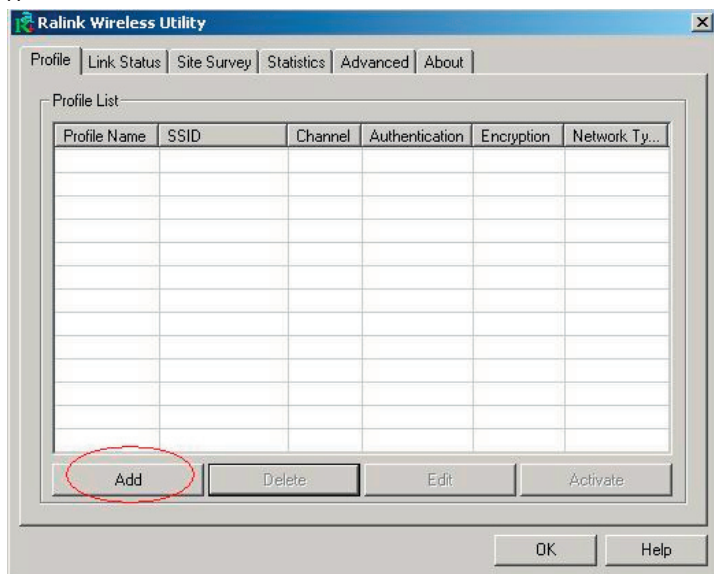 Ralink Wireless Utility
Profile Link Status Site Survey Statistics Advanced About
Profile List
Profile Name SSID Channel Authentication Encryption Network Ty...
Add Delete Edit Activate
OK Help